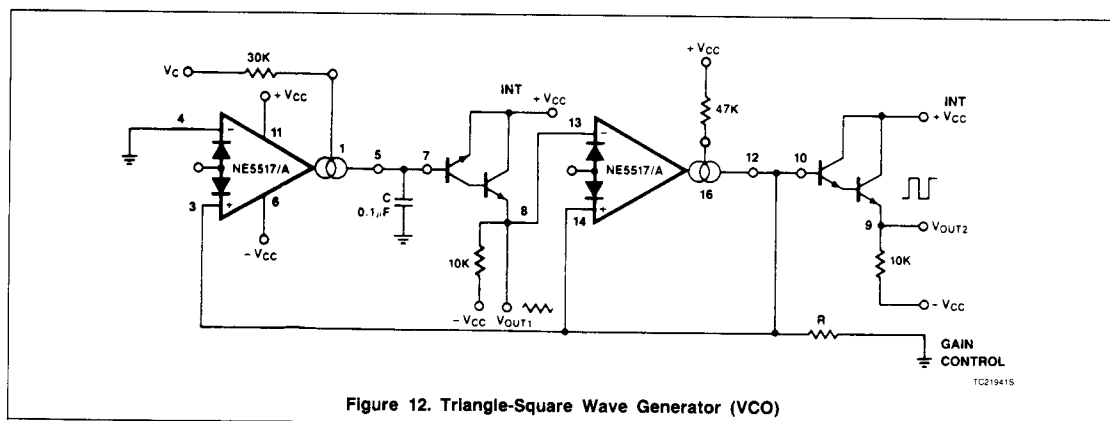 + VCC
VC
30K
+ VCC
INT
+ VCC
47K
INT
+ VCC
4
−
11
1
NE5517/A
5
7
13
−
NE5517/A
12
10
3
+
6
C
0.1μF
8
14
+
16
9
VOUT2
− VCC
10K
10K
− VCC
VOUT1
− VCC
R
GAIN
CONTROL
TC21941S
Figure 12. Triangle-Square Wave Generator (VCO)